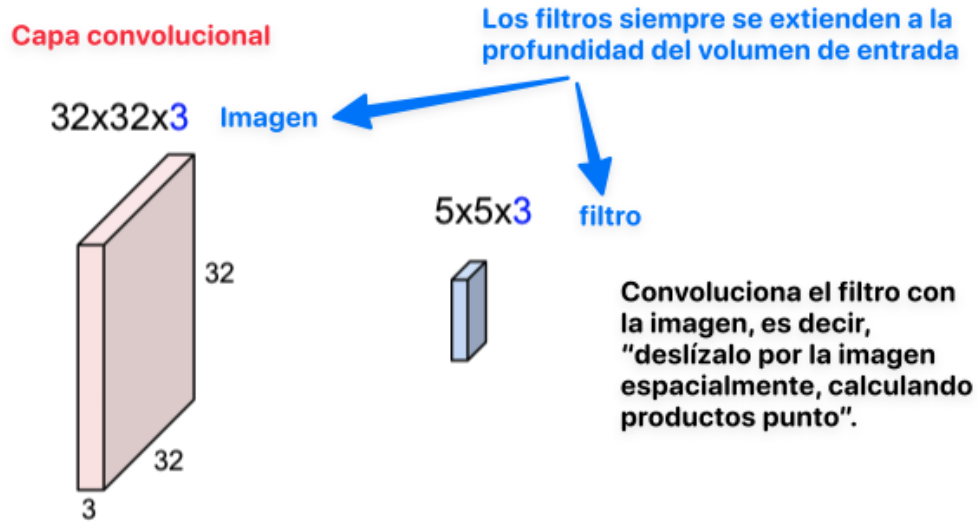 Capa convolucional
Los filtros siempre se extienden a la
profundidad del volumen de entrada
32x32x3 Imagen
5x5x3 filtro
32
Convoluciona el filtro con
la imagen, es decir,
“deslízalo por la imagen
espacialmente, calculando
productos punto”.
32
3